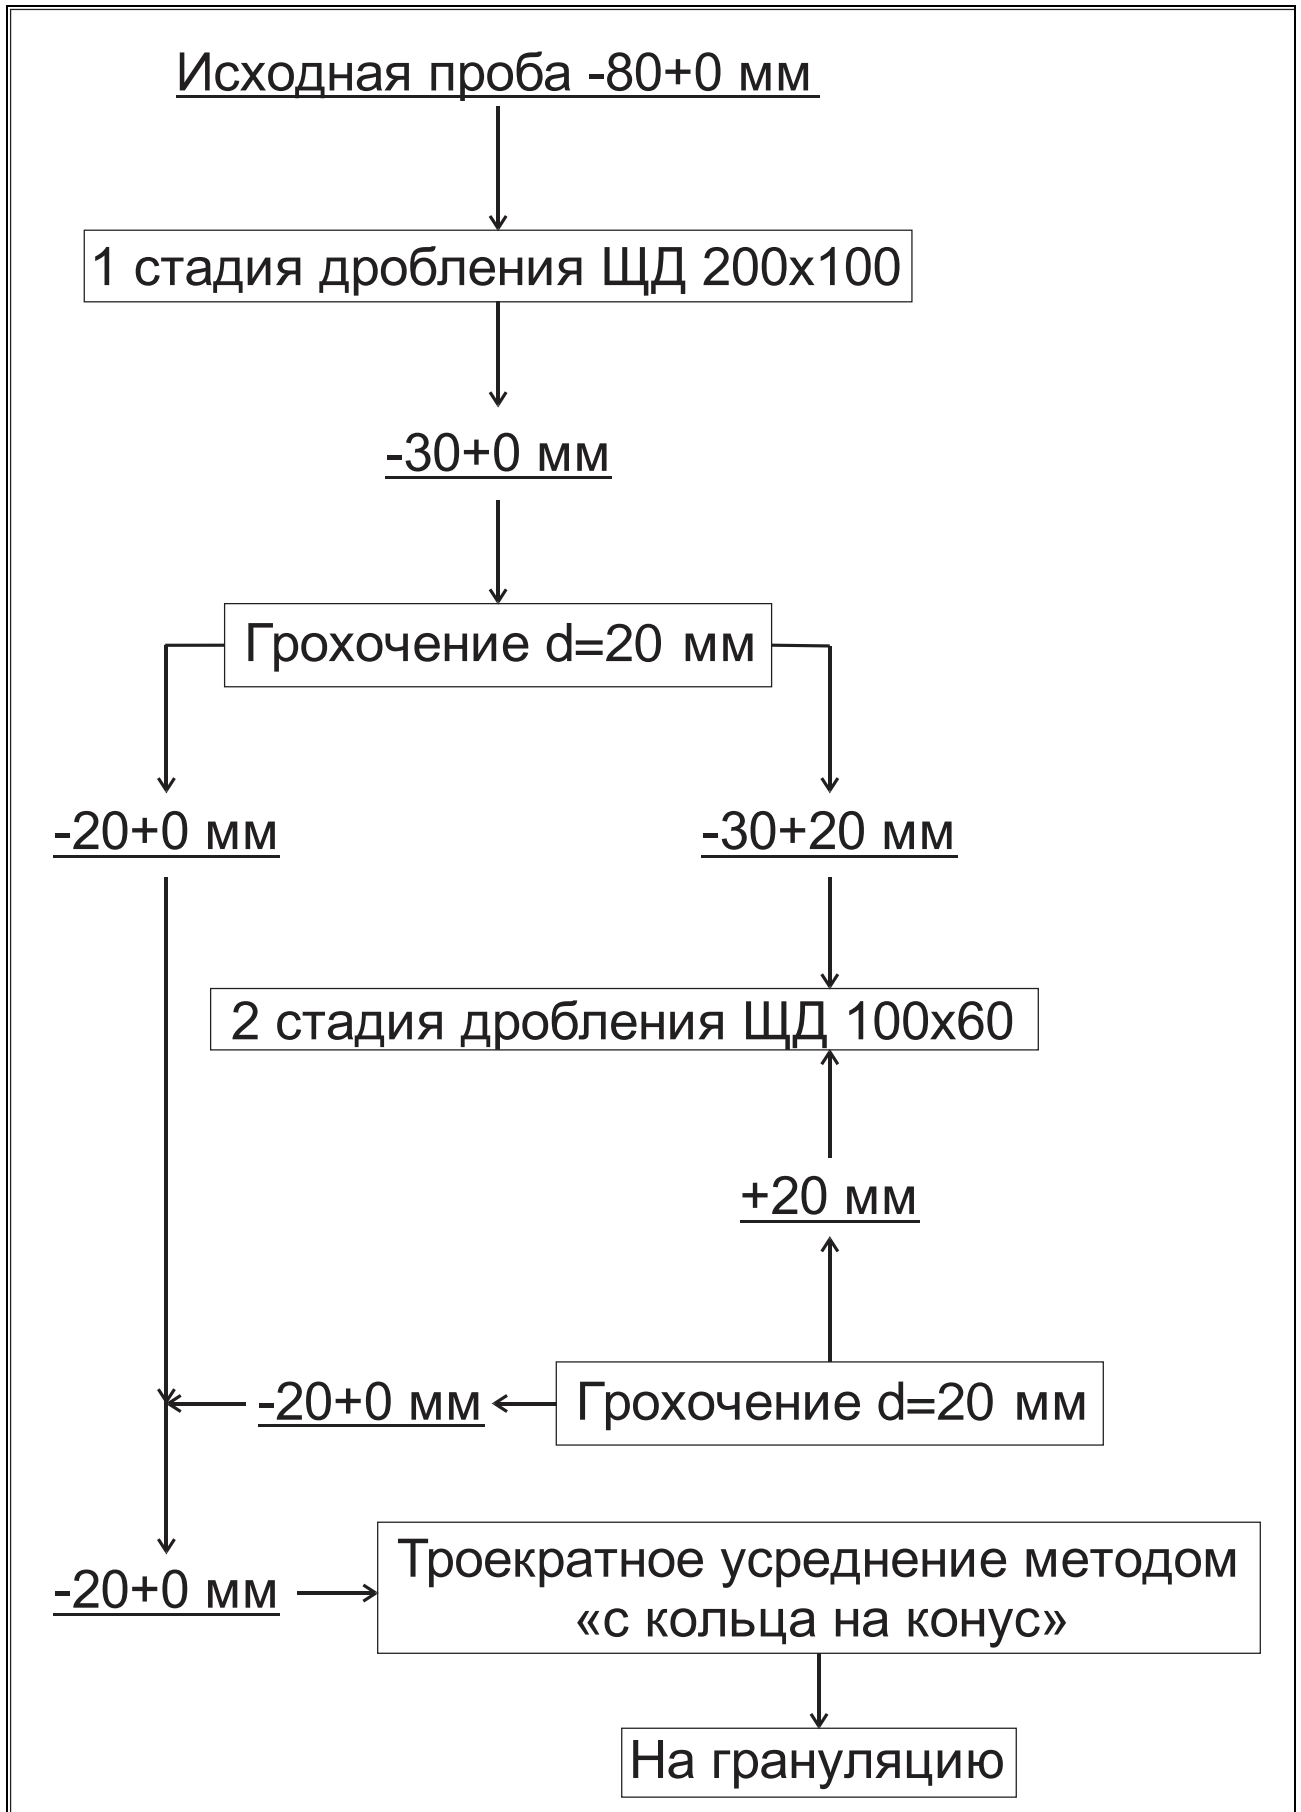 Исходная проба -80+0 мм
1 стадия дробления ЩД 200х100
-30+0 мм
Грохочение d=20 мм
-20+0 мм
-30+20 мм
2 стадия дробления ЩД 100х60
+20 мм
-20+0 мм
Грохочение d=20 мм
-20+0 мм
Троекратное усреднение методом
«с кольца на конус»
На грануляцию